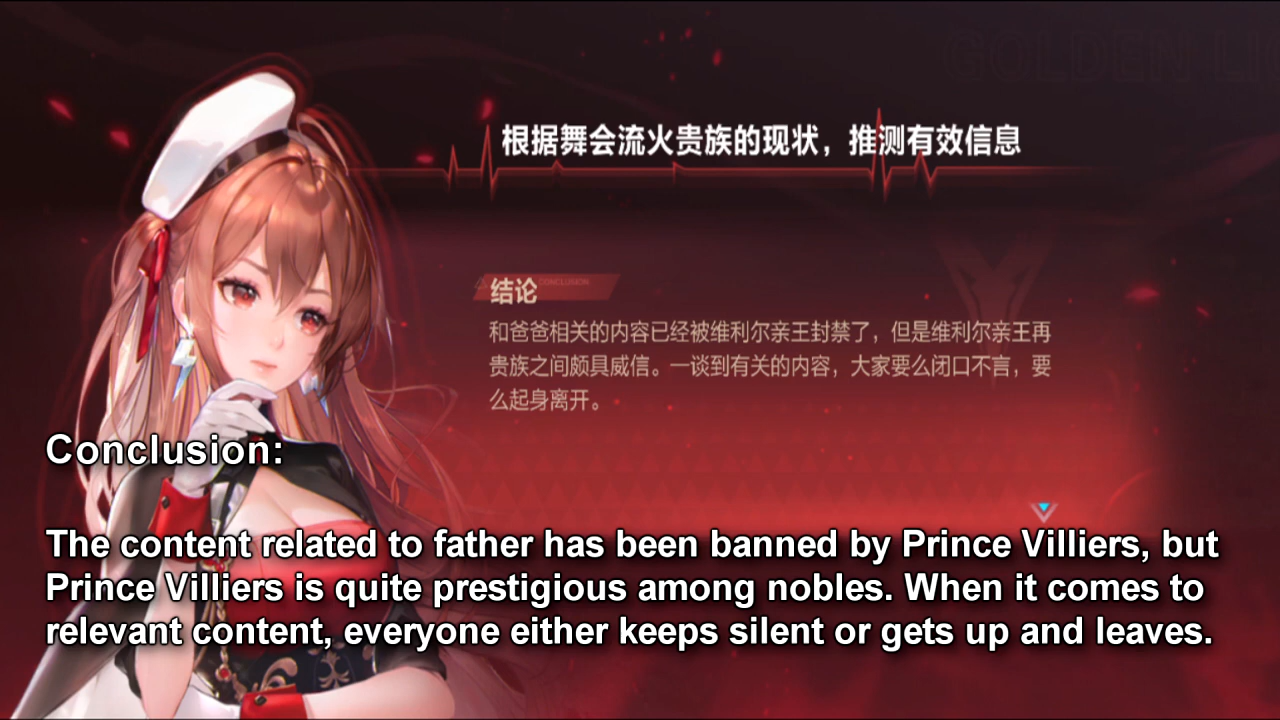 GOLDEN LI
根据舞会流火贵族的现状，推测有效信息
结论 CONCLUSION
和爸爸相关的内容已经被维利尔亲王封禁了，但是维利尔亲王再
贵族之间颇具威信。一谈到有关的内容，大家要么闭口不言，要
么起身离开。
Conclusion:
The content related to father has been banned by Prince Villiers, but
Prince Villiers is quite prestigious among nobles. When it comes to
relevant content, everyone either keeps silent or gets up and leaves.